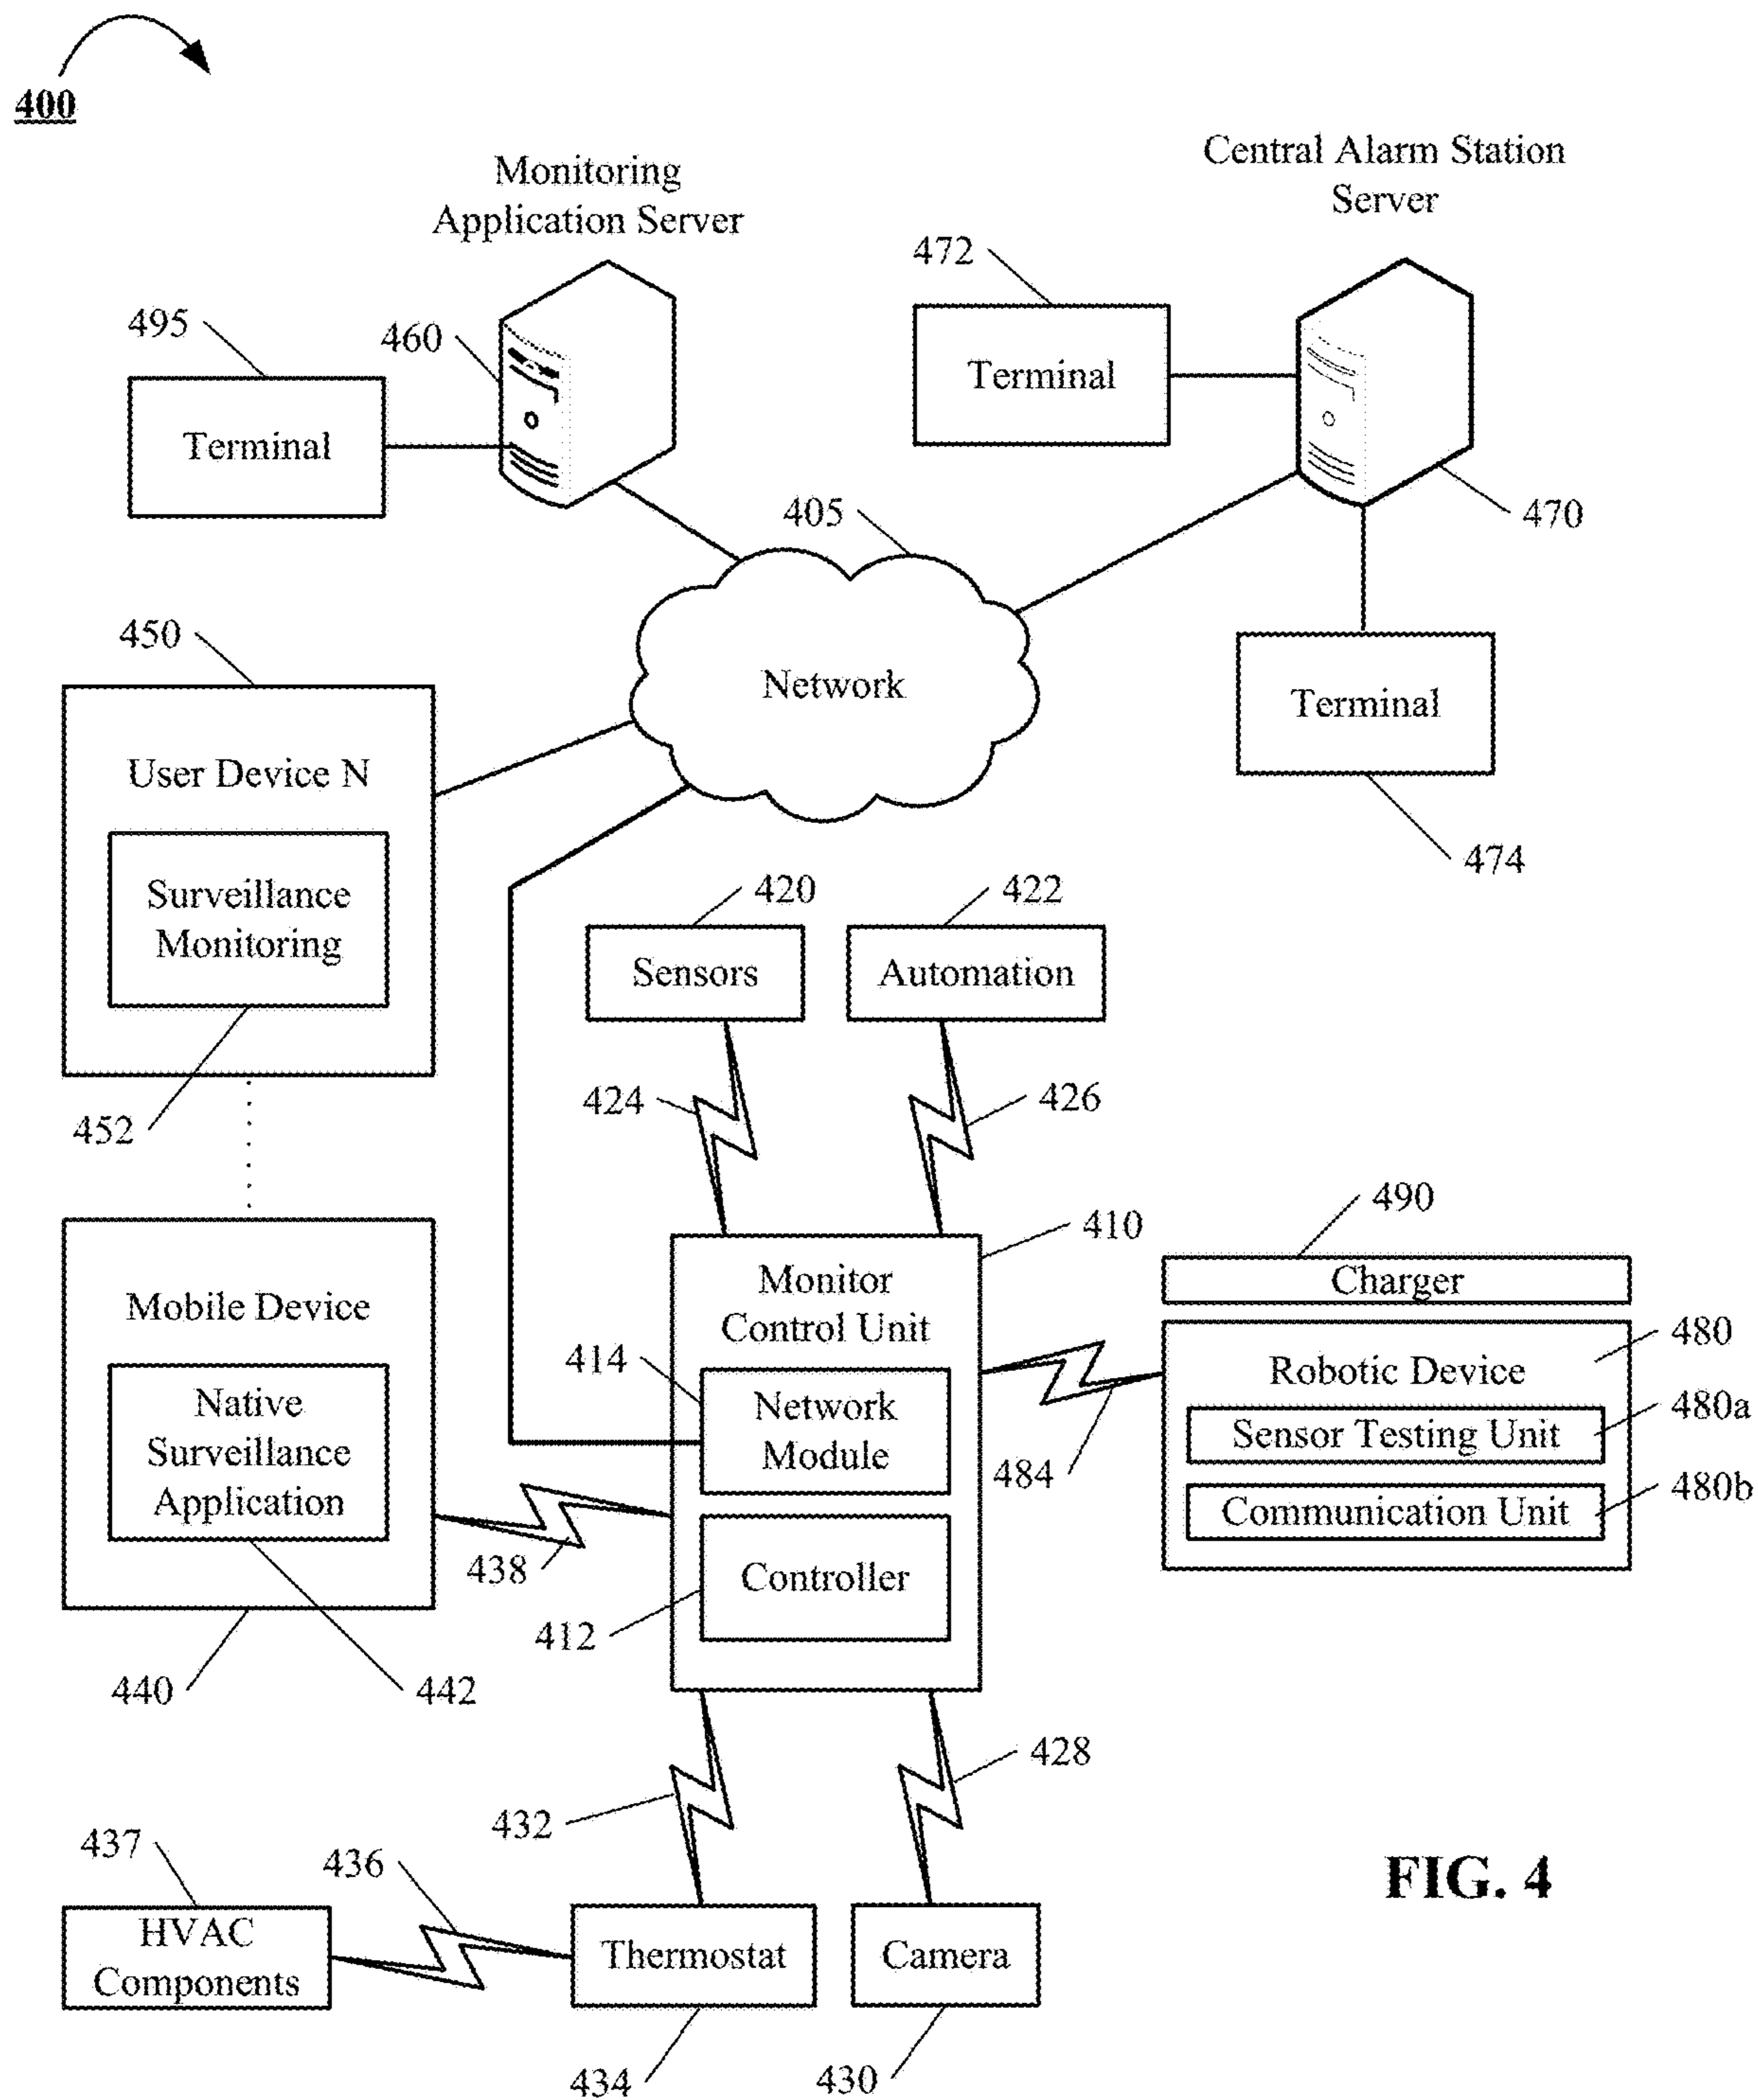 400
Monitoring
Application Server
Central Alarm Station
Server
472
495
460
Terminal
Terminal
470
405
450
Network
Terminal
User Device N
474
Surveillance
Monitoring
420
422
Sensors
Automation
452
424
426
490
410
Charger
Mobile Device
Monitor
Control Unit
480
414
Robotic Device
Native
Surveillance
Application
Network
Module
480a
Sensor Testing Unit
484
480b
Communication Unit
438
Controller
412
440
442
428
432
437
436
FIG. 4
HVAC
Components
Thermostat
Camera
434
430